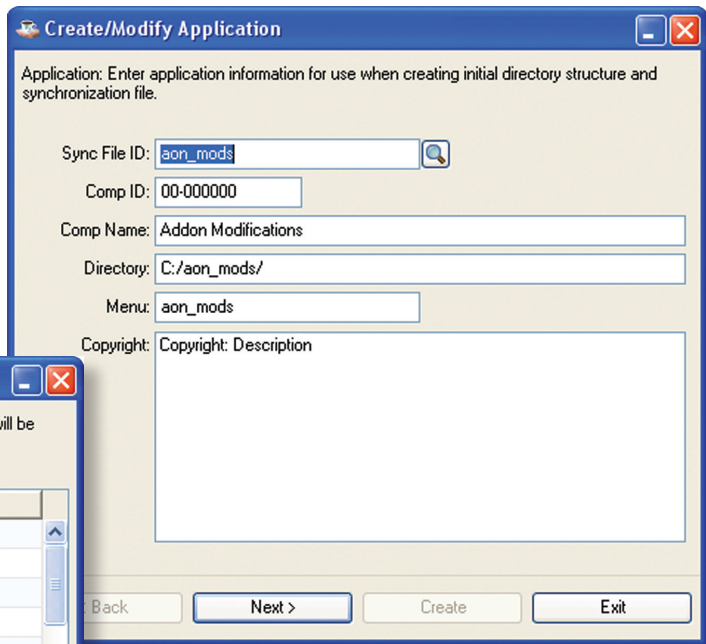 Create/Modify Application
Application: Enter application information for use when creating initial directory structure and
synchronization file.
Sync File ID: aon_mods
Comp ID: 00-000000
Comp Name: Addon Modifications
Directory: C:/aon_mods/
Menu: aon_mods
Copyright: Copyright: Description
will be
Back Next > Create Exit